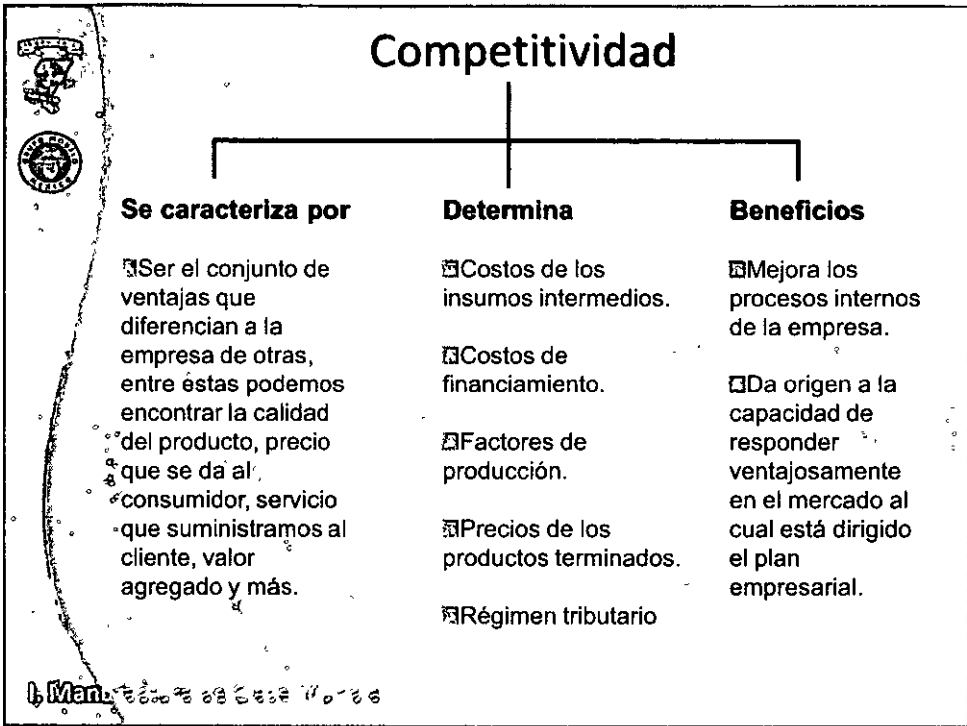 Competitividad
Se caracteriza por
Ser el conjunto de
ventajas que
diferencian a la
empresa de otras,
entre éstas podemos
encontrar la calidad
del producto, precio
que se da al
consumidor, servicio
que suministramos al
cliente, valor
agregado y más.
Determina
Costos de los
insumos intermedios.
Costos de
financiamiento.
Factores de
producción.
Precios de los
productos terminados.
Régimen tributario
Beneficios
Mejora los
procesos internos
de la empresa.
Da origen a la
capacidad de
responder
ventajosamente
en el mercado al
cual está dirigido
el plan
empresarial.
GRUPO MODELO
MEXICO